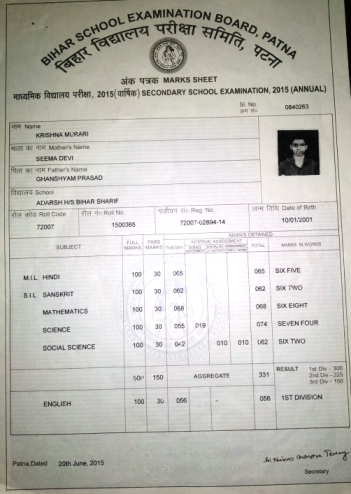 BIHAR SCHOOL EXAMINATION BOARD, PATNA
बिहार विद्यालय परीक्षा समिति, पटना
अंक पत्रक MARKS SHEET
माध्यमिक विद्यालय परीक्षा, 2015(वार्षिक) SECONDARY SCHOOL EXAMINATION, 2015 (ANNUAL)
Sl No. 0840263
क्रम सं०
नाम Name
KRISHNA MURARI
माता का नाम Mother's Name
SEEMA DEVI
पिता का नाम Father's Name
GHANSHYAM PRASAD
विद्यालय School
ADARSH H/S BIHAR SHARIF
रोल कोड Roll Code रोल नं० Roll No. पंजीयन सं० Reg. No. जन्म तिथि Date of Birth
72007 1500365 72007-02894-14 10/01/2001
MARKS OBTAINED
SUBJECT FULL MARKS PASS MARKS THEORY INTERNAL ASSESSMENT TOTAL MARKS IN WORDS
M.I.L. HINDI 100 30 065 065 SIX FIVE
S.I.L. SANSKRIT 100 30 062 062 SIX TWO
MATHEMATICS 100 30 068 068 SIX EIGHT
SCIENCE 100 30 055 019 074 SEVEN FOUR
SOCIAL SCIENCE 100 30 042 010 010 062 SIX TWO
500 150 AGGREGATE 331 RESULT 1st Div - 300
2nd Div - 225
3rd Div - 150
ENGLISH 100 30 056 - 056 1ST DIVISION
Patna,Dated 20th June, 2015
Secretary